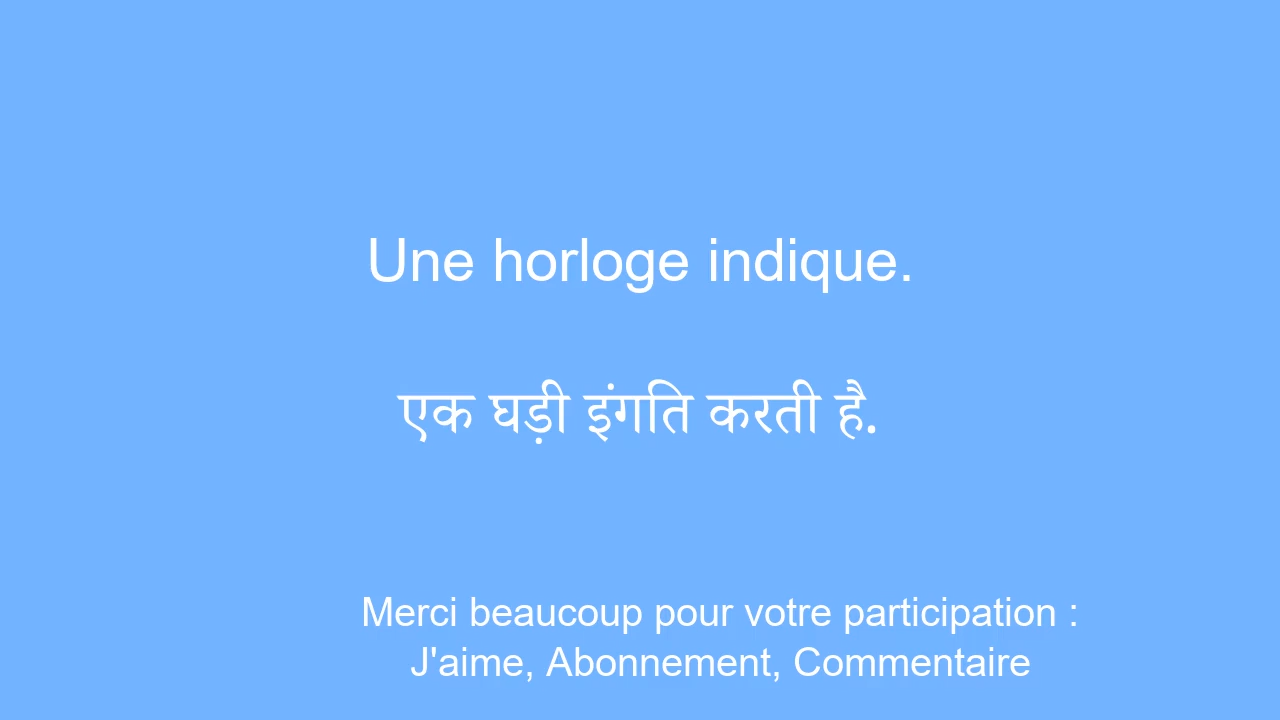 Une horloge indique.
एक घड़ी इंगति करती है.
Merci beaucoup pour votre participation :
J'aime, Abonnement, Commentaire